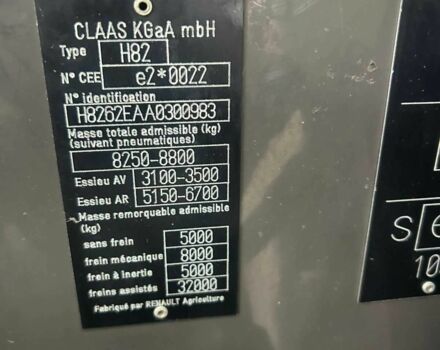 CLAAS KGaA mbH
Type H82
N° CEE e2*0022
N° identification
H8262EAA0300983
Masse totale admissible (kg)
(suivant pneumatiques)
8250-8800
Essieu AV 3100-3500
Essieu AR 5150-6700
Masse remorquable admissible
(kg)
sans frein 5000
frein mécanique 8000
frein à inertie 5000
freins assistés 32000
Fabriqué par RENAULT Agriculture
S e
10